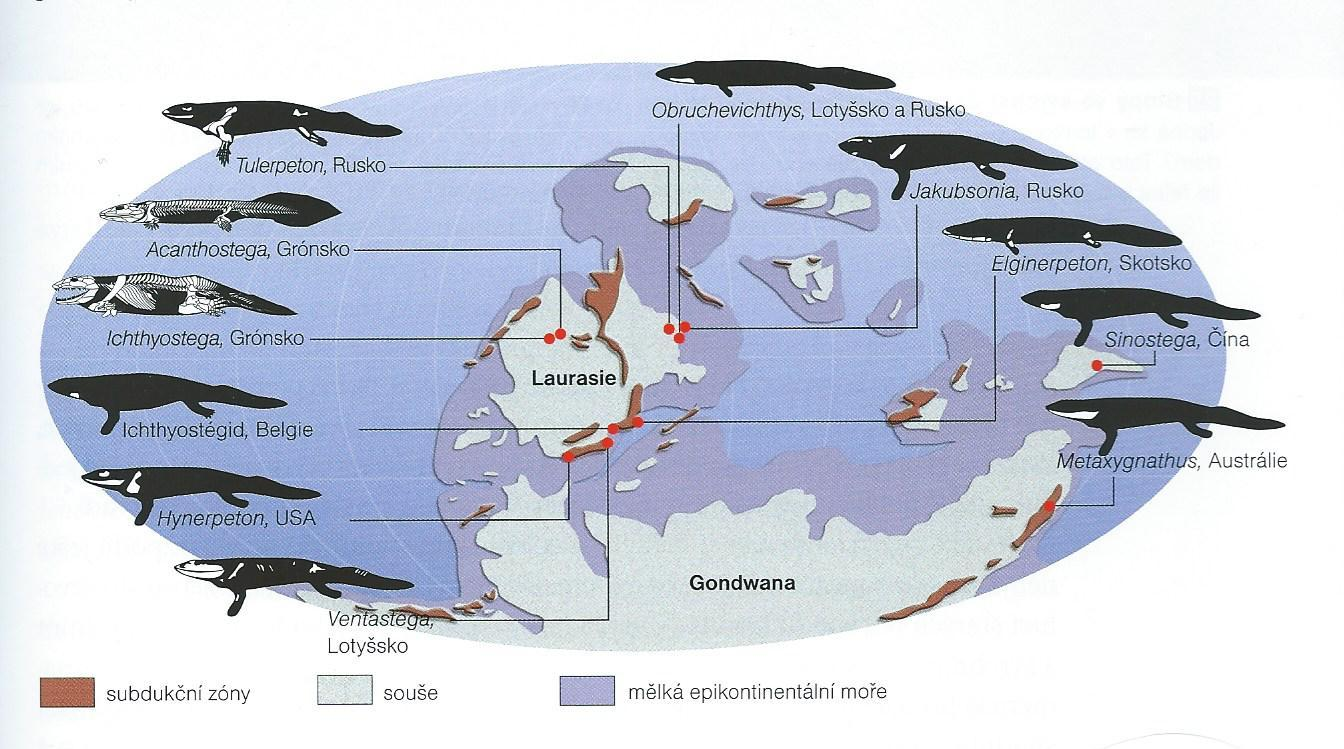 Obruchevichthys, Lotyšsko a Rusko
Tulerpeton, Rusko
Jakubsonia, Rusko
Acanthostega, Grónsko
Elginerpeton, Skotsko
Ichthyostega, Grónsko
Sinostega, Čína
Laurasie
Ichthyostégid, Belgie
Metaxygnathus, Austrálie
Hynerpeton, USA
Gondwana
Ventastega,
Lotyšsko
subdukční zóny
souše
mělká epikontinentální moře